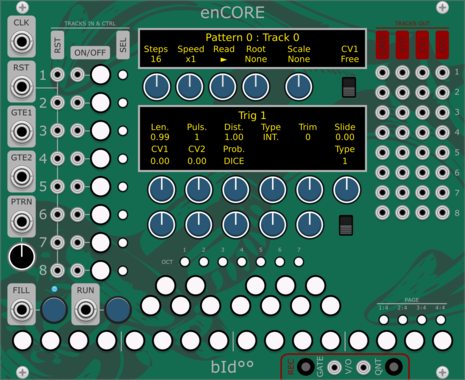 enCORE
TRACKS IN & CTRL
TRACKS OUT
CLK
RST
ON/OFF
SEL
Pattern 0 : Track 0
Steps Speed Read Root Scale CV1
16 x1 ► None None Free
RST
GTE1
GTE2
PTRN
1
2
3
4
5
6
7
8
Trig 1
Len. Puls. Dist. Type Trim Slide
0.99 1 1.00 INT. 0 0.00
CV1 CV2 Prob. Type
0.00 0.00 DICE 1
1
2
3
4
5
6
7
8
OCT 1 2 3 4 5 6 7
FILL
RUN
PAGE
1:4 2:4 3:4 4:4
bId°°
REC
GATE
V/O
QNT